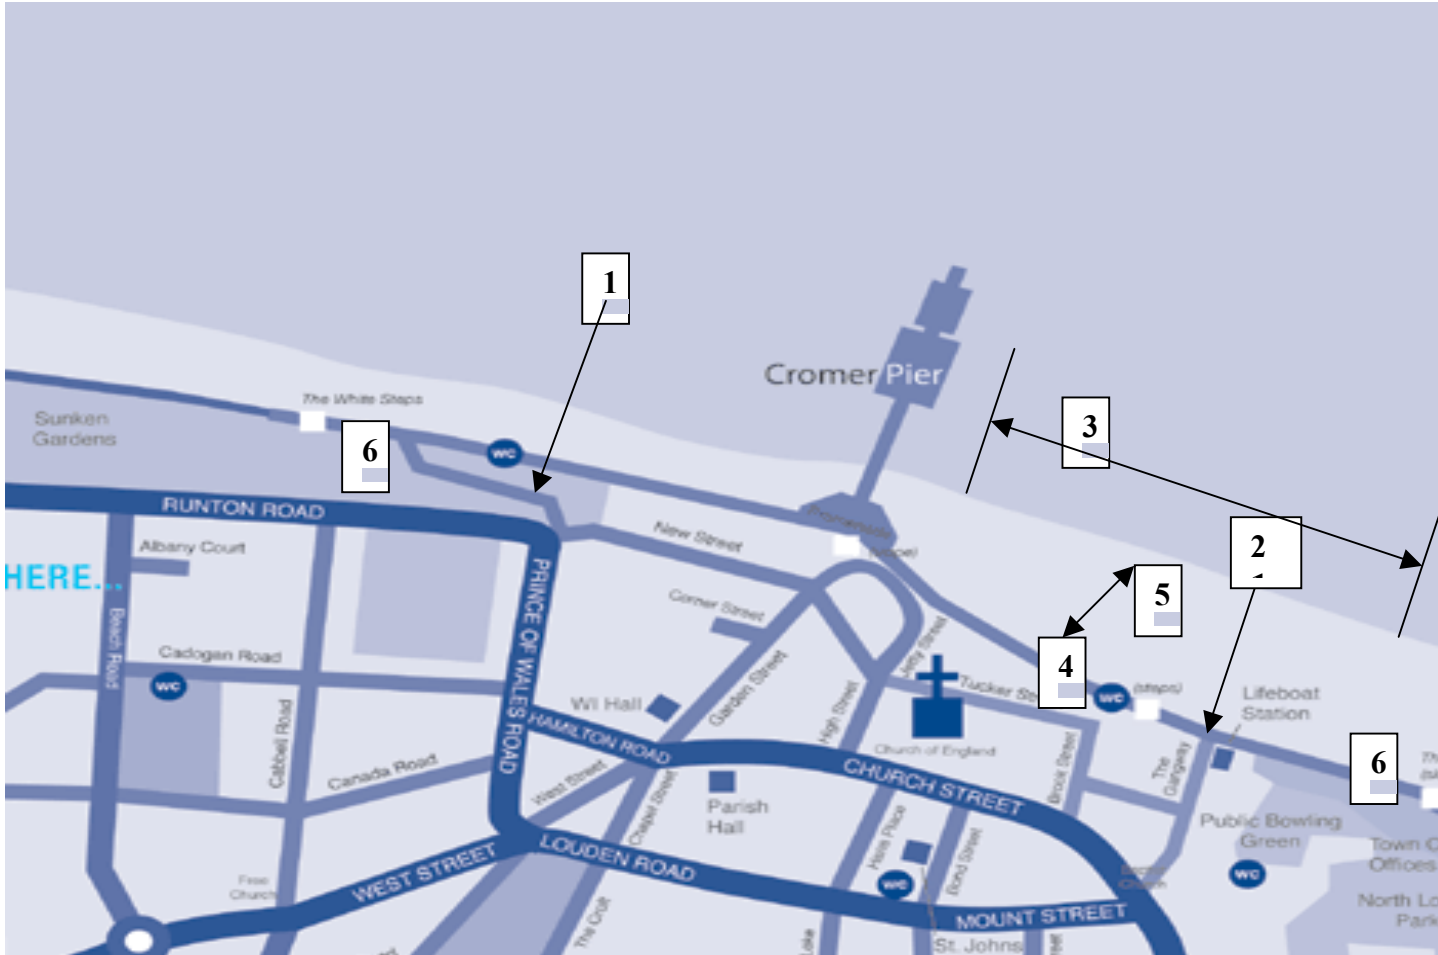 1
Cromer Pier
The White Steps
Sunken
Gardens
6
WC
3
RUNTON ROAD
Promenade
(slope)
New Street
2
Albany Court
HERE...
PRINCE OF WALES ROAD
5
Corner Street
Beach Road
Jetty Street
4
Cadogan Road
WC
Garden Street
Tucker
WC
(steps)
Lifeboat
Station
WI Hall
High Street
HAMILTON ROAD
Church of England
Cabbell Road
Canada Road
West Street
Chapel Street
CHURCH STREET
Brook Street
The
Gangway
6
Parish
Hall
Public Bowling
Green
Hans Place
Bond Street
LOUDEN ROAD
WEST STREET
Free
Church
WC
WC
Church
Town
Offices
MOUNT STREET
North
Park
The Croft
St. Johns